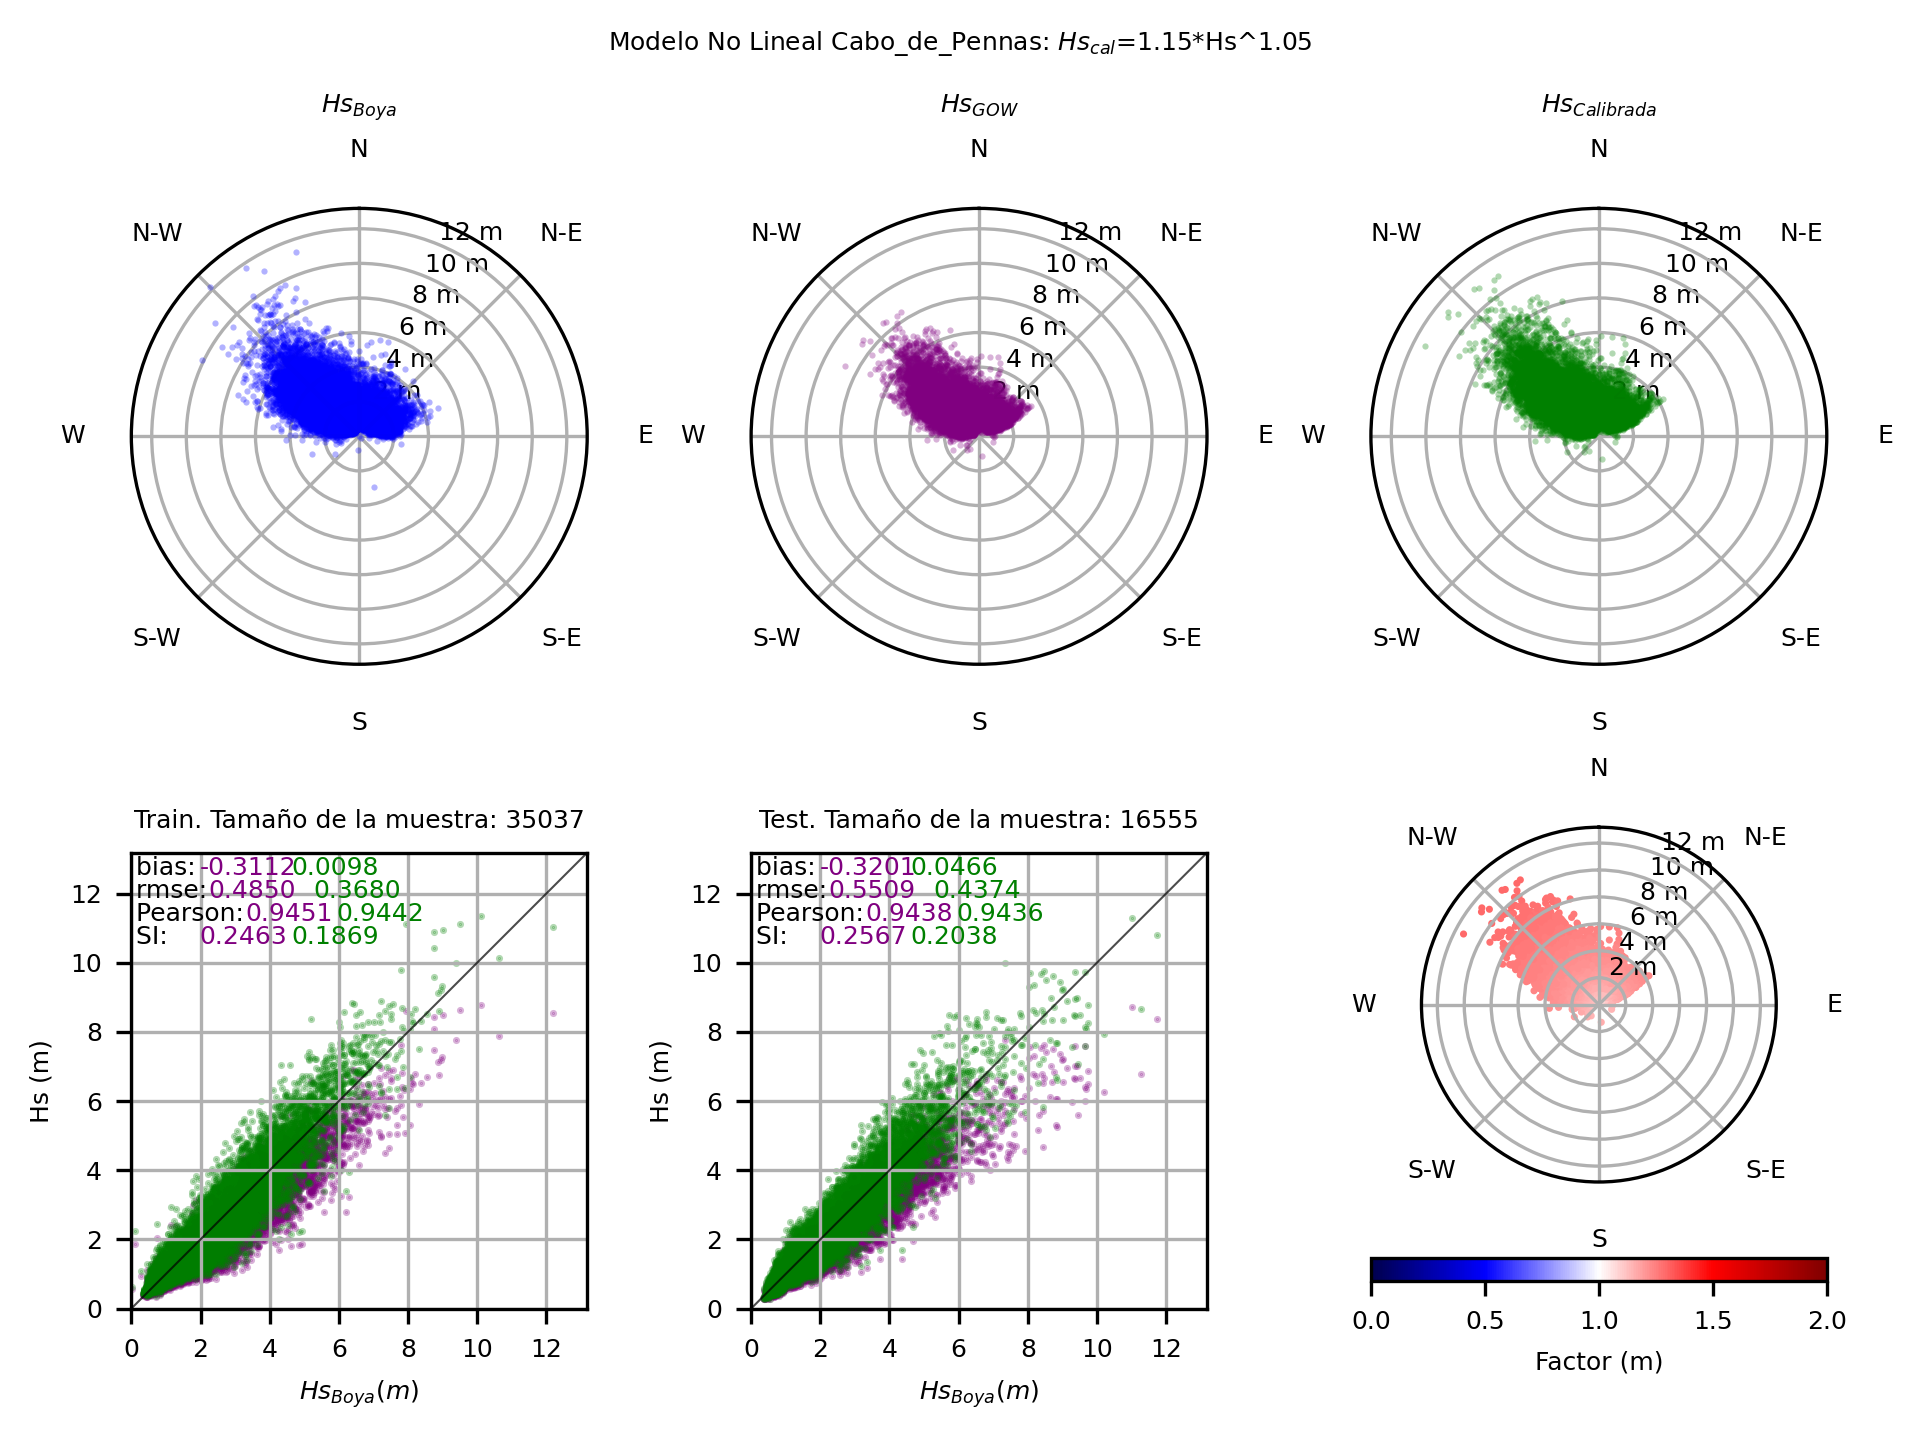 Modelo No Lineal Cabo_de_Pennas: Hs_cal=1.15*Hs^1.05
Hs_Boya
N
N-W
N-E
12 m
10 m
8 m
6 m
4 m
m
W
E
S-W
S-E
S
Hs_GOW
N
N-W
N-E
12 m
10 m
8 m
6 m
4 m
2 m
W
E
S-W
S-E
S
Hs_Calibrada
N
N-W
N-E
12 m
10 m
8 m
6 m
4 m
2 m
W
E
S-W
S-E
S
Train. Tamaño de la muestra: 35037
bias: -0.3112 0.0098
rmse: 0.4850 0.3680
Pearson: 0.9451 0.9442
SI: 0.2463 0.1869
Hs (m)
12
10
8
6
4
2
0
0 2 4 6 8 10 12
Hs_Boya(m)
Test. Tamaño de la muestra: 16555
bias: -0.3201 0.0466
rmse: 0.5509 0.4374
Pearson: 0.9438 0.9436
SI: 0.2567 0.2038
Hs (m)
12
10
8
6
4
2
0
0 2 4 6 8 10 12
Hs_Boya(m)
N
N-W
N-E
12 m
10 m
8 m
6 m
4 m
2 m
W
E
S-W
S-E
S
0.0 0.5 1.0 1.5 2.0
Factor (m)